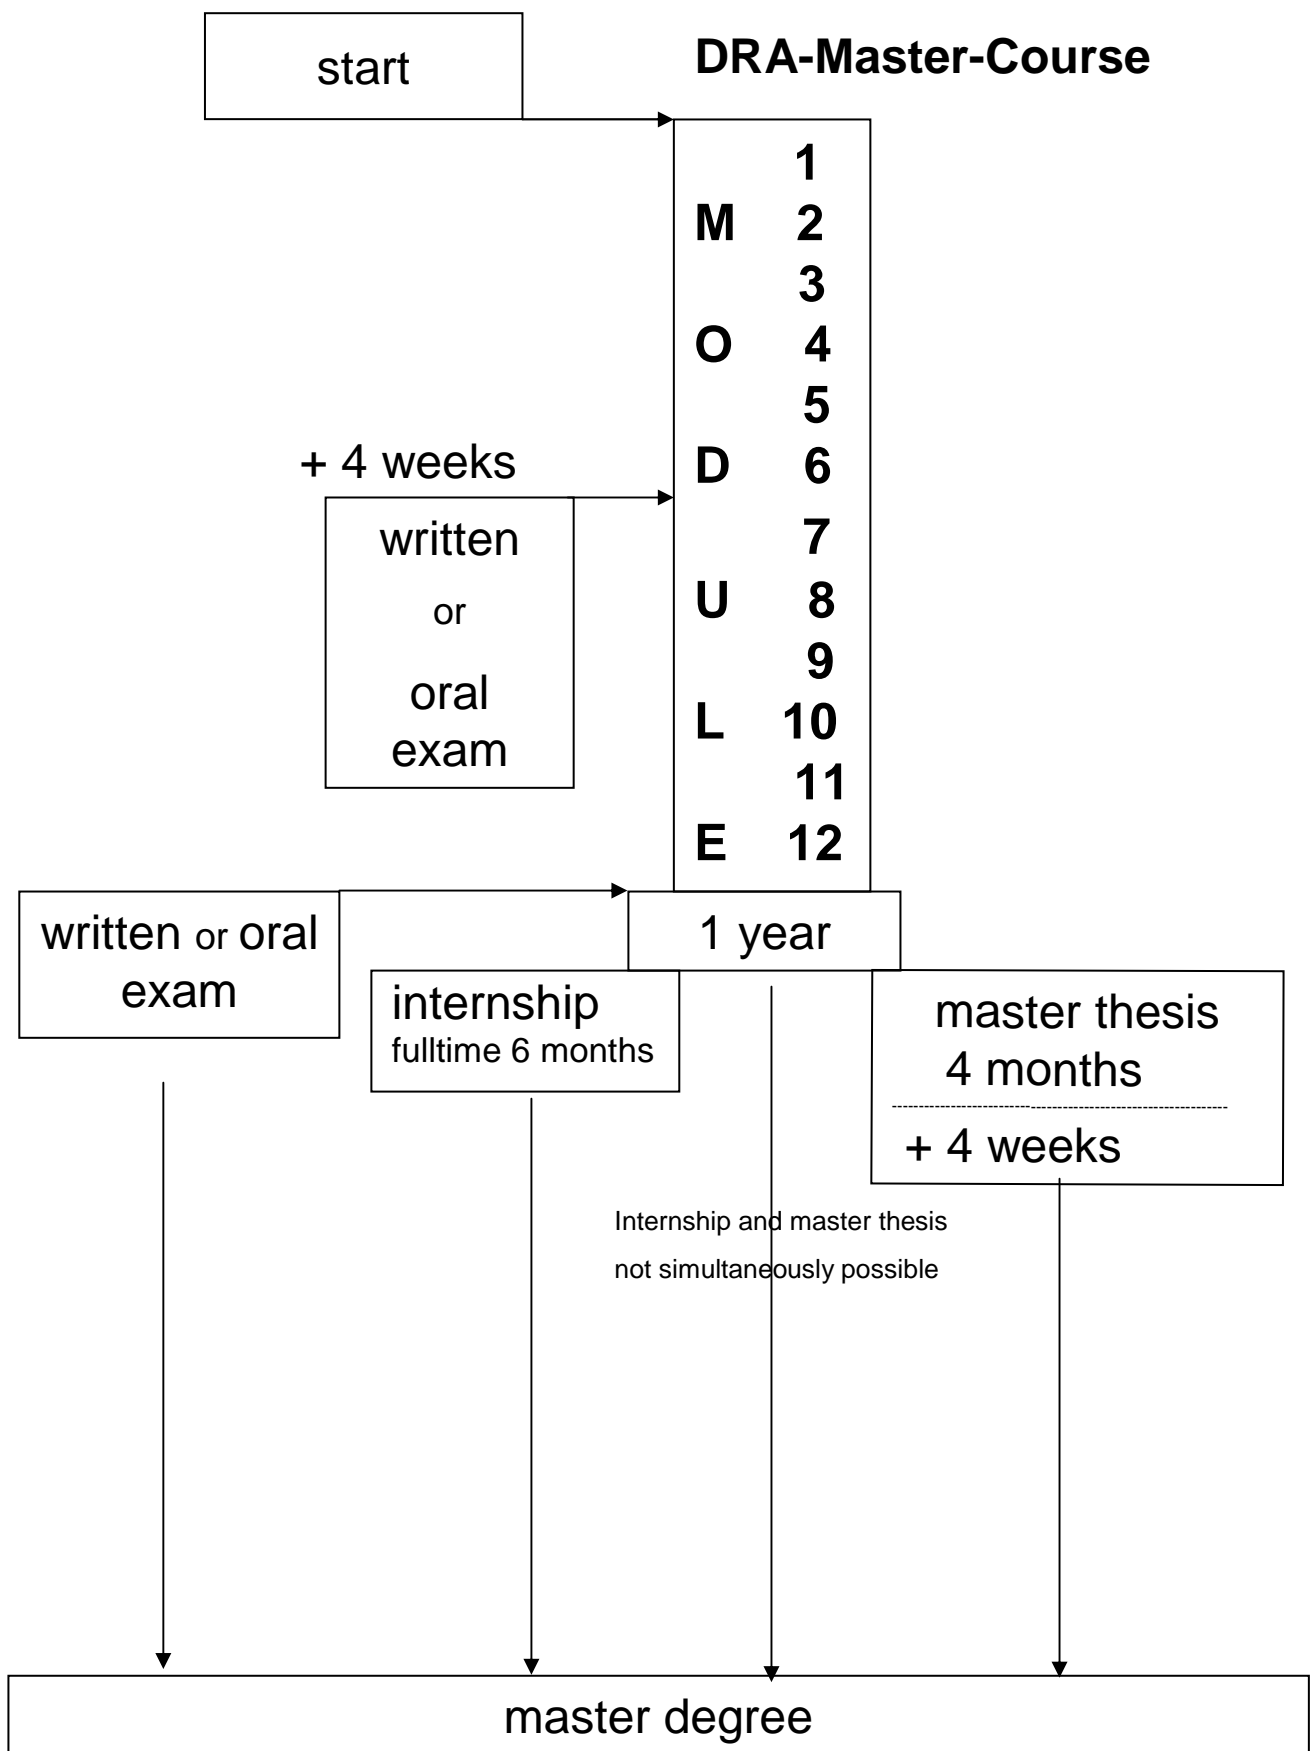 start
DRA-Master-Course
1
M 2
3
O 4
5
D 6
7
U 8
9
L 10
11
E 12
+ 4 weeks
written
or
oral
exam
written or oral
exam
1 year
internship
fulltime 6 months
master thesis
4 months
+ 4 weeks
Internship and master thesis
not simultaneously possible
master degree